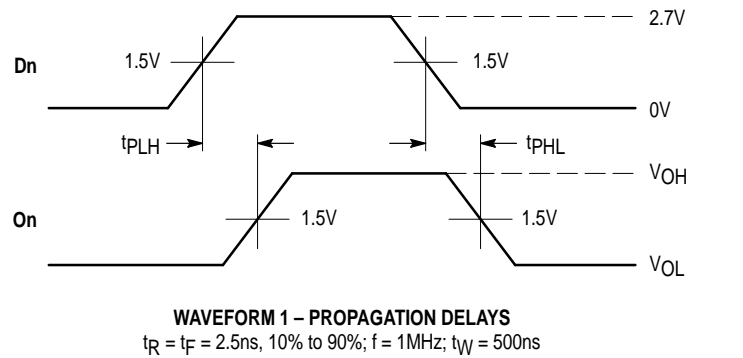 2.7V
Dn 1.5V 1.5V
0V
tPLH tPHL
VOH
On 1.5V 1.5V
VOL
WAVEFORM 1 – PROPAGATION DELAYS
tR = tF = 2.5ns, 10% to 90%; f = 1MHz; tW = 500ns